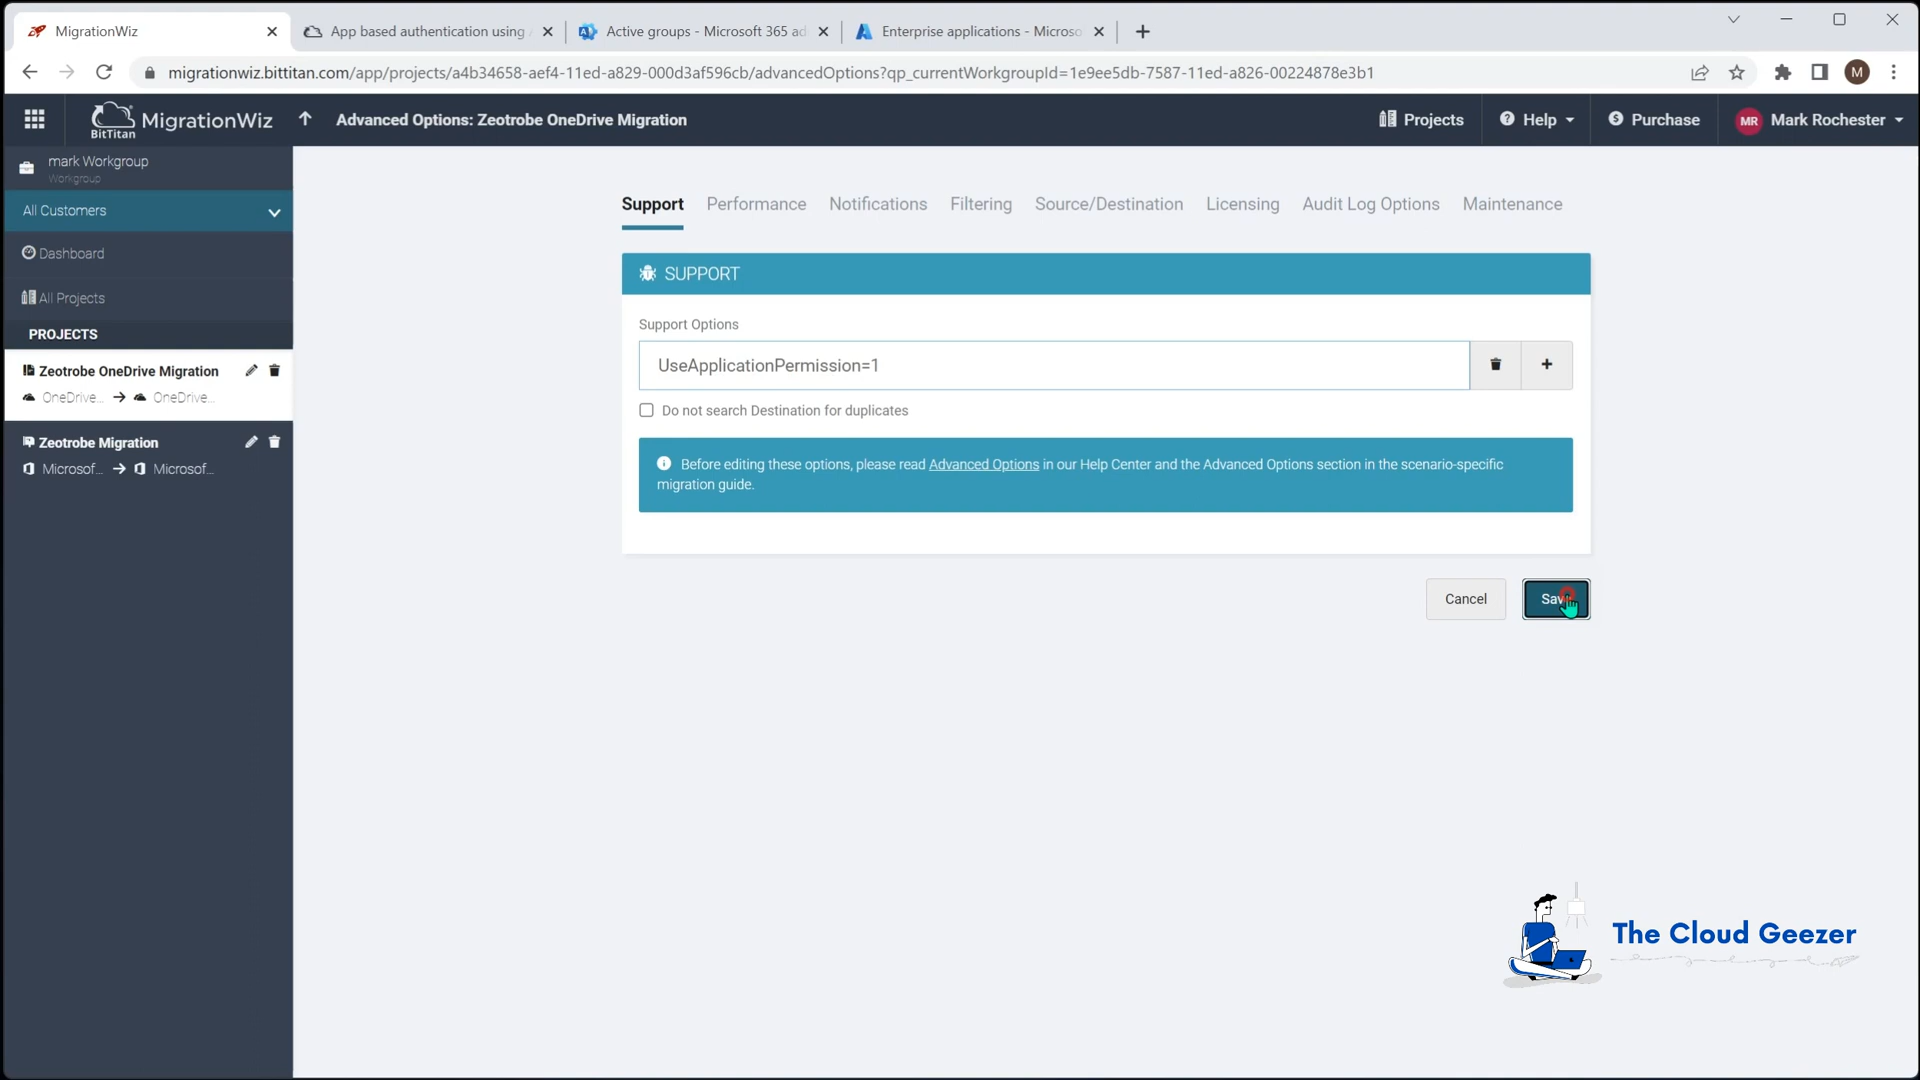 MigrationWiz
App based authentication using
Active groups - Microsoft 365 ad
Enterprise applications - Microso
migrationwiz.bittitan.com/app/projects/a4b34658-aef4-11ed-a829-000d3af596cb/advancedOptions?qp_currentWorkgroupId=1e9ee5db-7587-11ed-a826-00224878e3b1
M
BitTitan
MigrationWiz
Advanced Options: Zeotrobe OneDrive Migration
Projects
Help
Purchase
MR
Mark Rochester
mark Workgroup
Workgroup
All Customers
Dashboard
All Projects
PROJECTS
Zeotrobe OneDrive Migration
OneDrive... → OneDrive...
Zeotrobe Migration
Microsof... → Microsof...
Support
Performance
Notifications
Filtering
Source/Destination
Licensing
Audit Log Options
Maintenance
SUPPORT
Support Options
UseApplicationPermission=1
Do not search Destination for duplicates
Before editing these options, please read Advanced Options in our Help Center and the Advanced Options section in the scenario-specific
migration guide.
Cancel
The Cloud Geezer